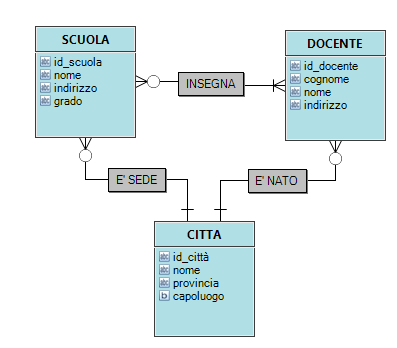 SCUOLA
id_scuola
nome
indirizzo
grado
INSEGNA
DOCENTE
id_docente
cognome
nome
indirizzo
E' SEDE
E' NATO
CITTA
id_città
nome
provincia
capoluogo